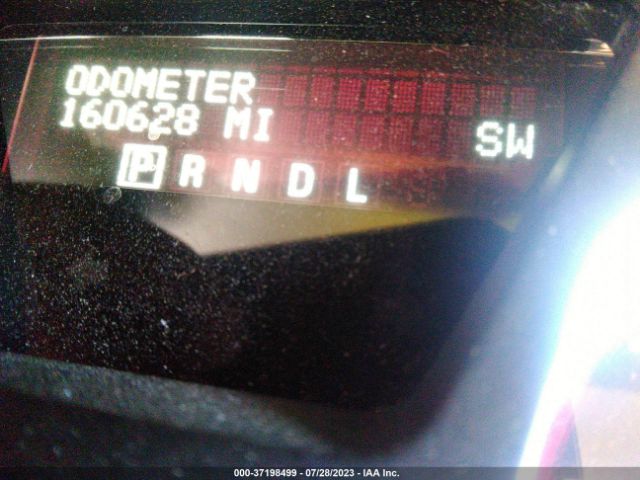 ODOMETER
160628 MI SW
P R N D L
000-37198499 - 07/28/2023 - IAA Inc.